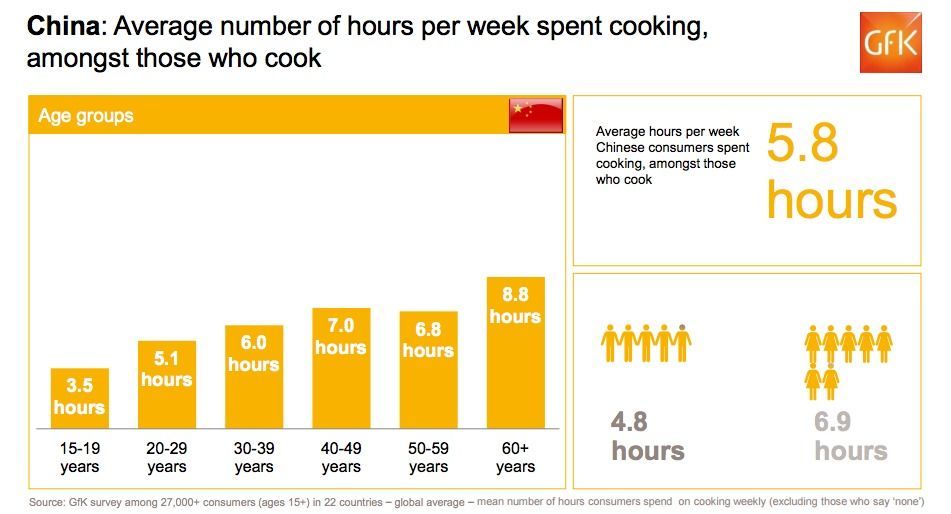 China: Average number of hours per week spent cooking,
amongst those who cook
GfK
Age groups
3.5
hours
5.1
hours
6.0
hours
7.0
hours
6.8
hours
8.8
hours
15-19
years
20-29
years
30-39
years
40-49
years
50-59
years
60+
years
Average hours per week
Chinese consumers spent
cooking, amongst those
who cook
5.8
hours
4.8
hours
6.9
hours
Source: GfK survey among 27,000+ consumers (ages 15+) in 22 countries – global average – mean number of hours consumers spend on cooking weekly (excluding those who say ‘none’)